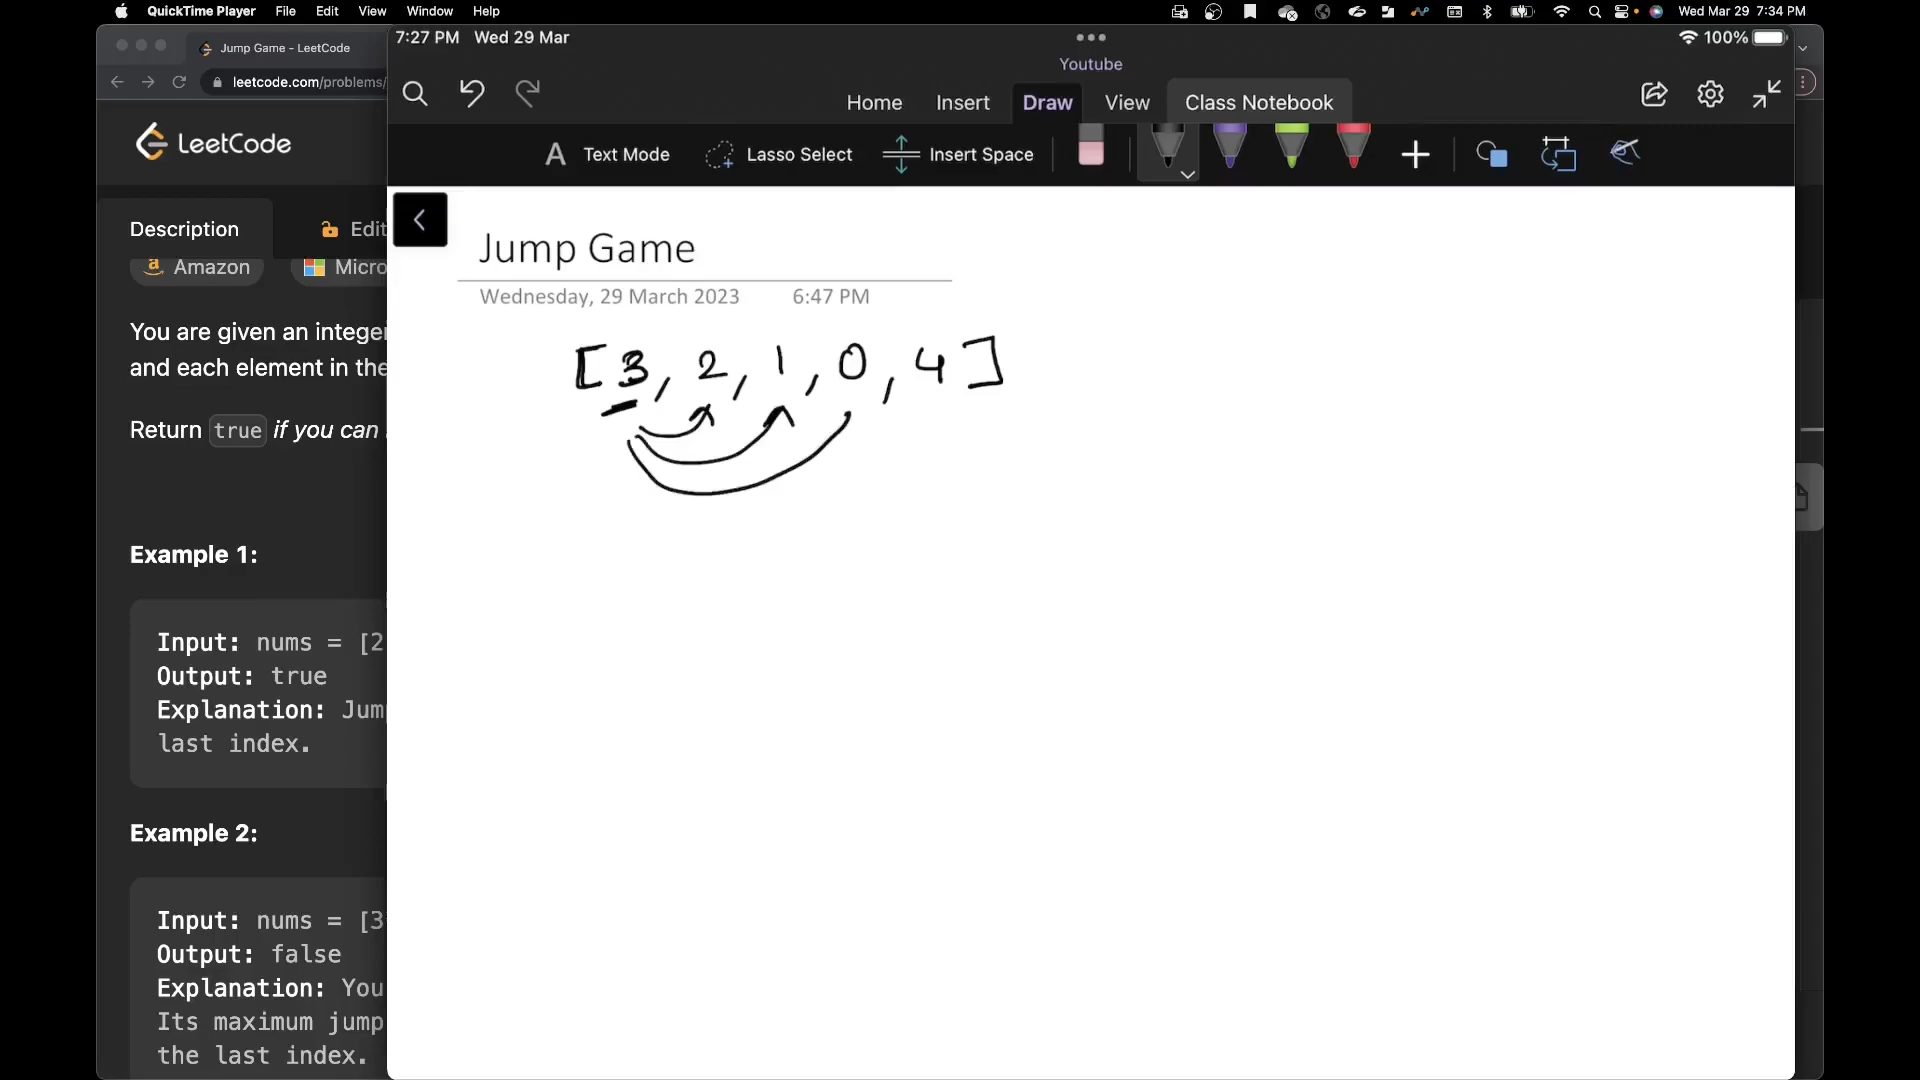 QuickTime Player File Edit View Window Help Wed Mar 29 7:34 PM
Jump Game - LeetCode
leetcode.com/problems/
LeetCode
Description Edit
Amazon Micro
You are given an integer
and each element in the
Return true if you can
Example 1:
Input: nums = [2
Output: true
Explanation: Jump
last index.
Example 2:
Input: nums = [3
Output: false
Explanation: You
Its maximum jump
the last index.
7:27 PM Wed 29 Mar 100%
Youtube
Home Insert Draw View Class Notebook
A Text Mode Lasso Select Insert Space
Jump Game
Wednesday, 29 March 2023 6:47 PM
[3, 2, 1, 0, 4]